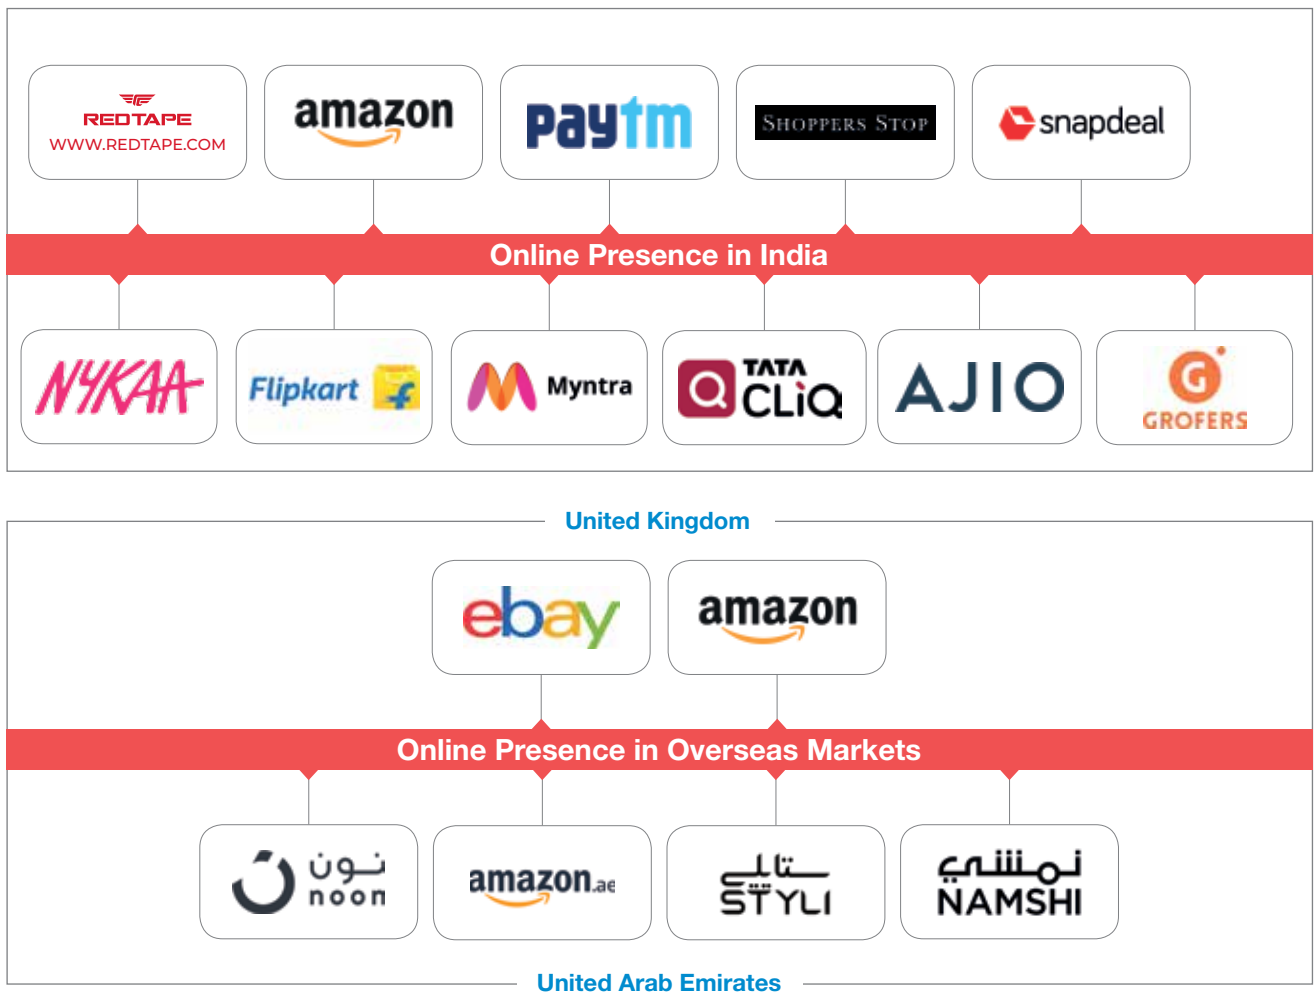 REDTAPE
WWW.REDTAPE.COM
amazon
paytm
SHOPPERS STOP
snapdeal
Online Presence in India
NYKAA
Flipkart
Myntra
TATA
CLiQ
AJIO
G
GROFERS
United Kingdom
ebay
amazon
Online Presence in Overseas Markets
نون
noon
amazon.ae
ستايلي
STYLI
نمشي
NAMSHI
United Arab Emirates